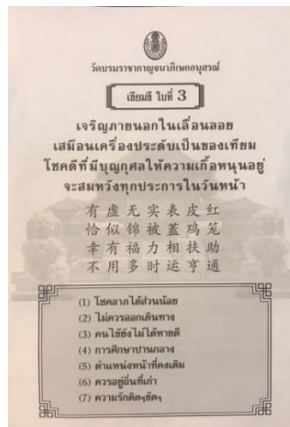 วัดบรมราชากาญจนาภิเษกอนุสรณ์
เซียมซี ใบที่ 3
เจริญภายนอกในเลื่อนลอย
เสมือนเครื่องประดับเป็นของเทียม
โชคดีที่มีบุญกุศลให้ความเกื้อหนุนอยู่
จะสมหวังทุกประการในวันหน้า
有虚无实表皮红
恰似锦被盖鸡笼
幸有福力相扶助
不用多时运亨通
(1) โชคลาภได้ส่วนน้อย
(2) ไม่ควรออกเดินทาง
(3) คนไข้ยังไม่ได้หายดี
(4) การศึกษาปานกลาง
(5) ตำแหน่งหน้าที่คงเดิม
(6) ควรอยู่ถิ่นที่เก่า
(7) ความรักติดๆขัดๆ